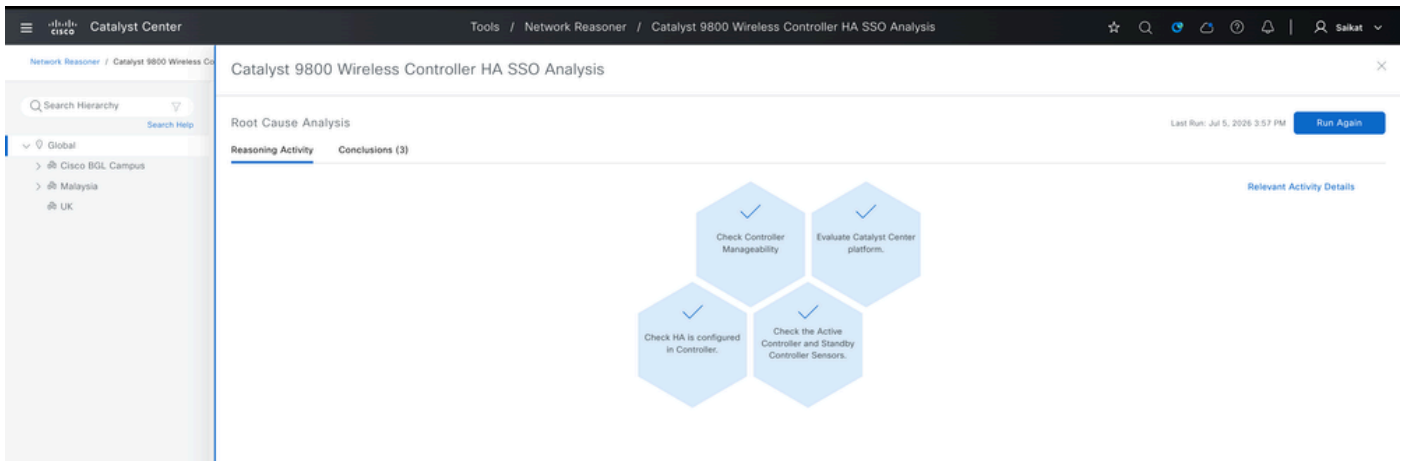 cisco Catalyst Center
Tools / Network Reasoner / Catalyst 9800 Wireless Controller HA SSO Analysis
Saikat
Network Reasoner / Catalyst 9800 Wireless Co
Catalyst 9800 Wireless Controller HA SSO Analysis
Search Hierarchy
Search Help
Global
Cisco BGL Campus
Malaysia
UK
Root Cause Analysis
Last Run: Jul 5, 2026 3:57 PM
Run Again
Reasoning Activity
Conclusions (3)
Relevant Activity Details
Check Controller
Manageability
Evaluate Catalyst Center
platform.
Check HA is configured
in Controller.
Check the Active
Controller and Standby
Controller Sensors.